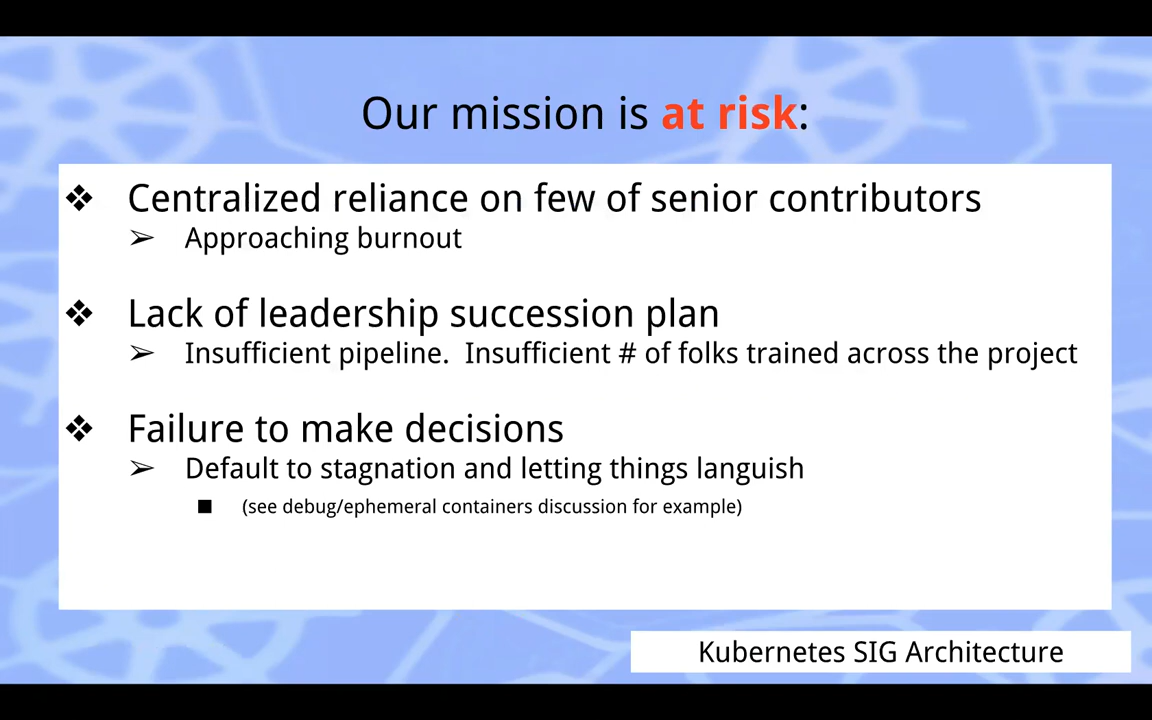 Our mission is at risk:
❖ Centralized reliance on few of senior contributors
➢ Approaching burnout
❖ Lack of leadership succession plan
➢ Insufficient pipeline.  Insufficient # of folks trained across the project
❖ Failure to make decisions
➢ Default to stagnation and letting things languish
■ (see debug/ephemeral containers discussion for example)
Kubernetes SIG Architecture